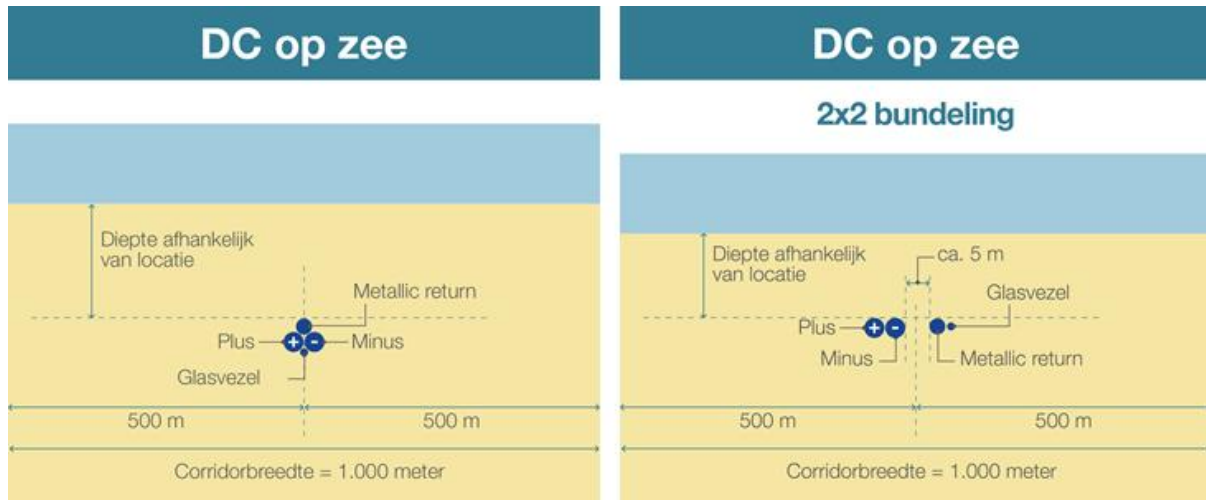 DC op zee
Diepte afhankelijk
van locatie
Metallic return
Plus
+
-
Minus
Glasvezel
500 m
500 m
Corridorbreedte = 1.000 meter
DC op zee
2x2 bundeling
Diepte afhankelijk
van locatie
ca. 5 m
Glasvezel
Plus
+
-
Minus
Metallic return
500 m
500 m
Corridorbreedte = 1.000 meter